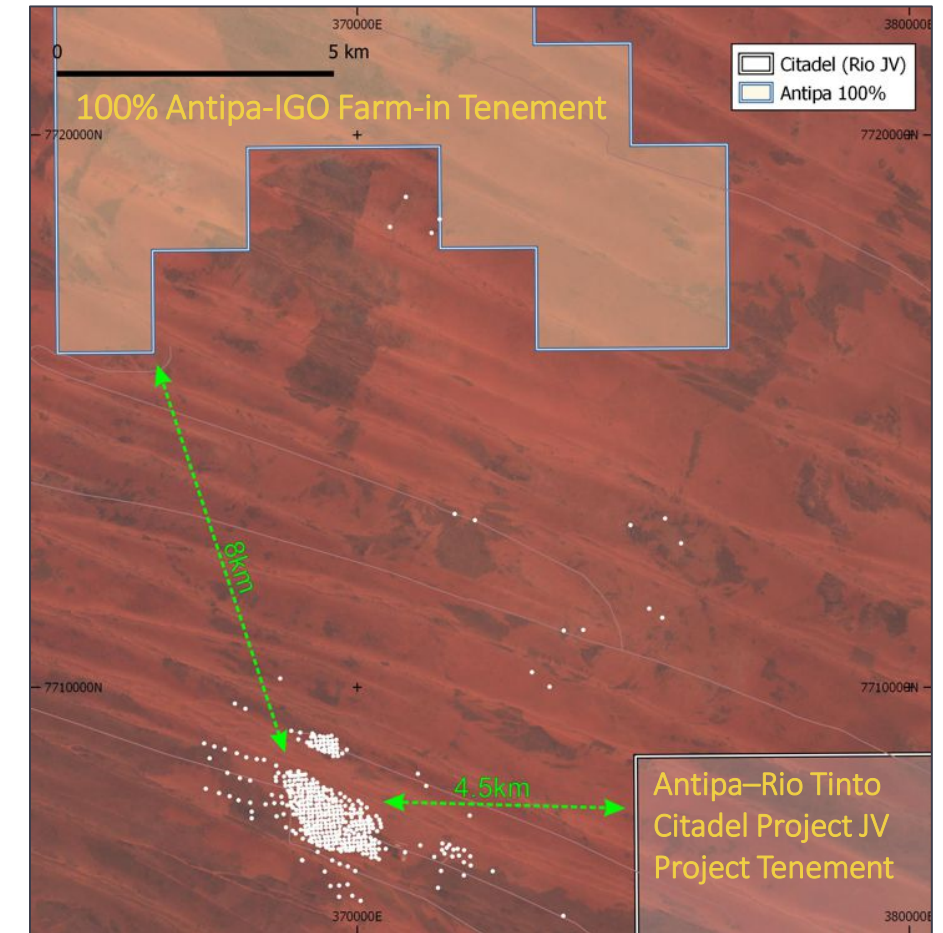 370000E
380000E
0
5 km
Citadel (Rio JV)
Antipa 100%
100% Antipa-IGO Farm-in Tenement
7720000N
7720000N
8km
7710000N
7710000N
4.5km
Antipa–Rio Tinto
Citadel Project JV
Project Tenement
370000E
380000E